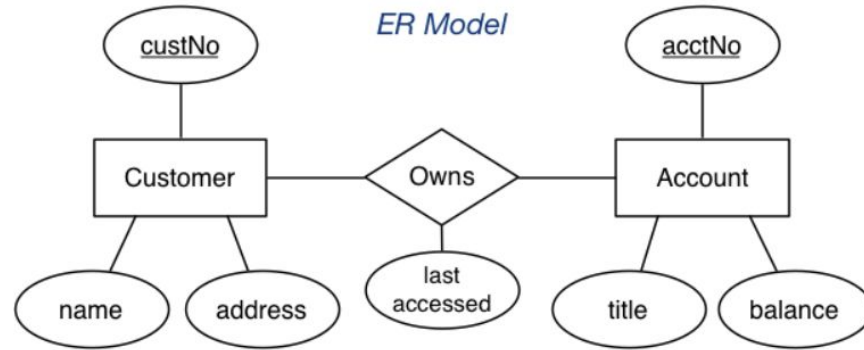 ER Model
custNo
acctNo
Customer
Owns
Account
name
address
last
accessed
title
balance